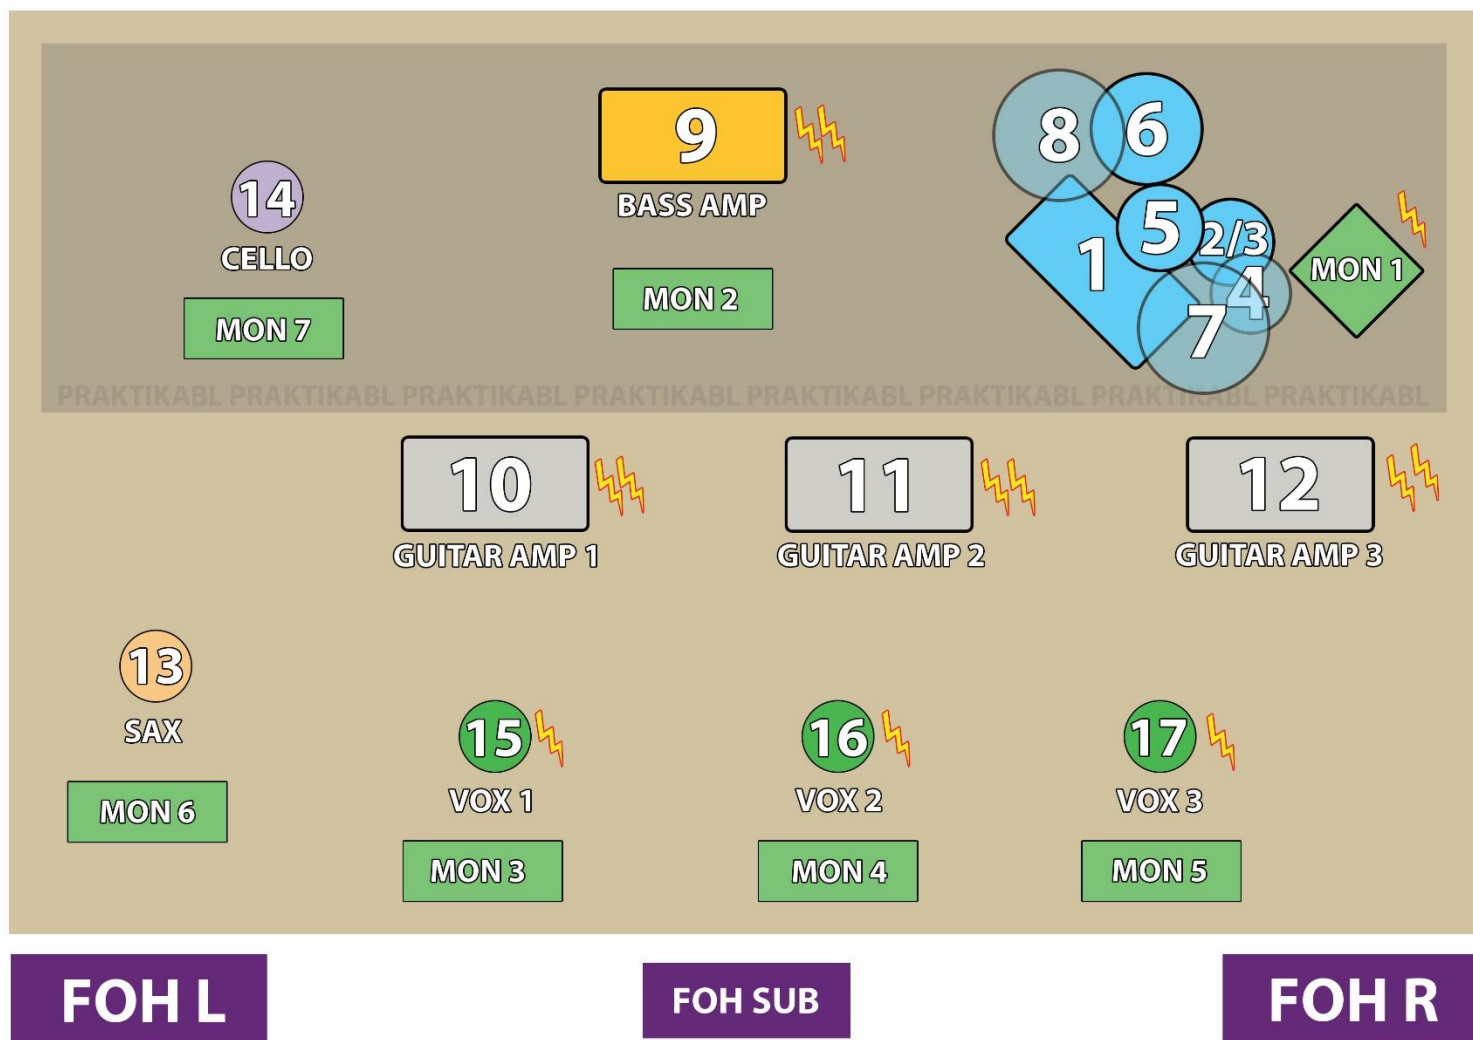 9
BASS AMP
8
6
5
2/3
1
4
7
MON 1
14
CELLO
MON 7
MON 2
PRAKTIKABL PRAKTIKABL PRAKTIKABL PRAKTIKABL PRAKTIKABL PRAKTIKABL PRAKTIKABL PRAKTIKABL
10
GUITAR AMP 1
11
GUITAR AMP 2
12
GUITAR AMP 3
13
SAX
MON 6
15
VOX 1
MON 3
16
VOX 2
MON 4
17
VOX 3
MON 5
FOH L
FOH SUB
FOH R